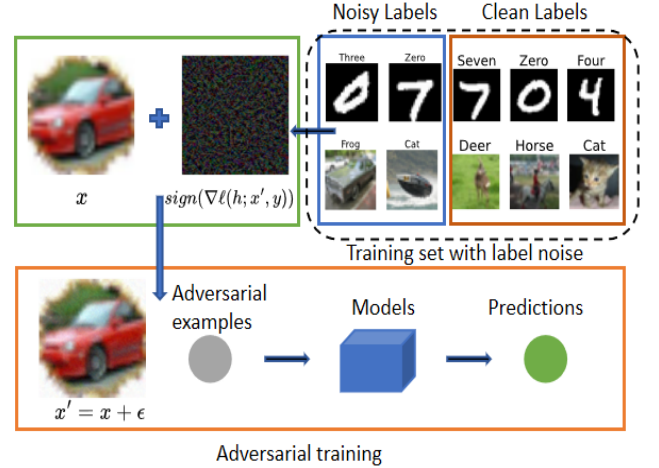 Noisy Labels
Clean Labels
Three
Zero
Seven
Zero
Four
Frog
Cat
Deer
Horse
Cat
x
sign(∇ℓ(h; x′, y))
Training set with label noise
Adversarial
examples
Models
Predictions
x′ = x + ϵ
Adversarial training